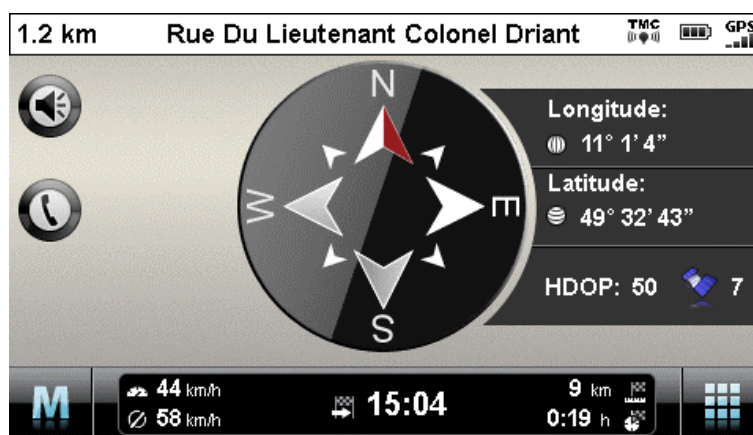 1.2 km Rue Du Lieutenant Colonel Driant TMC GPS
N
W E
S
Longitude:
11° 1' 4”
Latitude:
49° 32' 43”
HDOP: 50 7
M
44 km/h
58 km/h
15:04
9 km
0:19 h